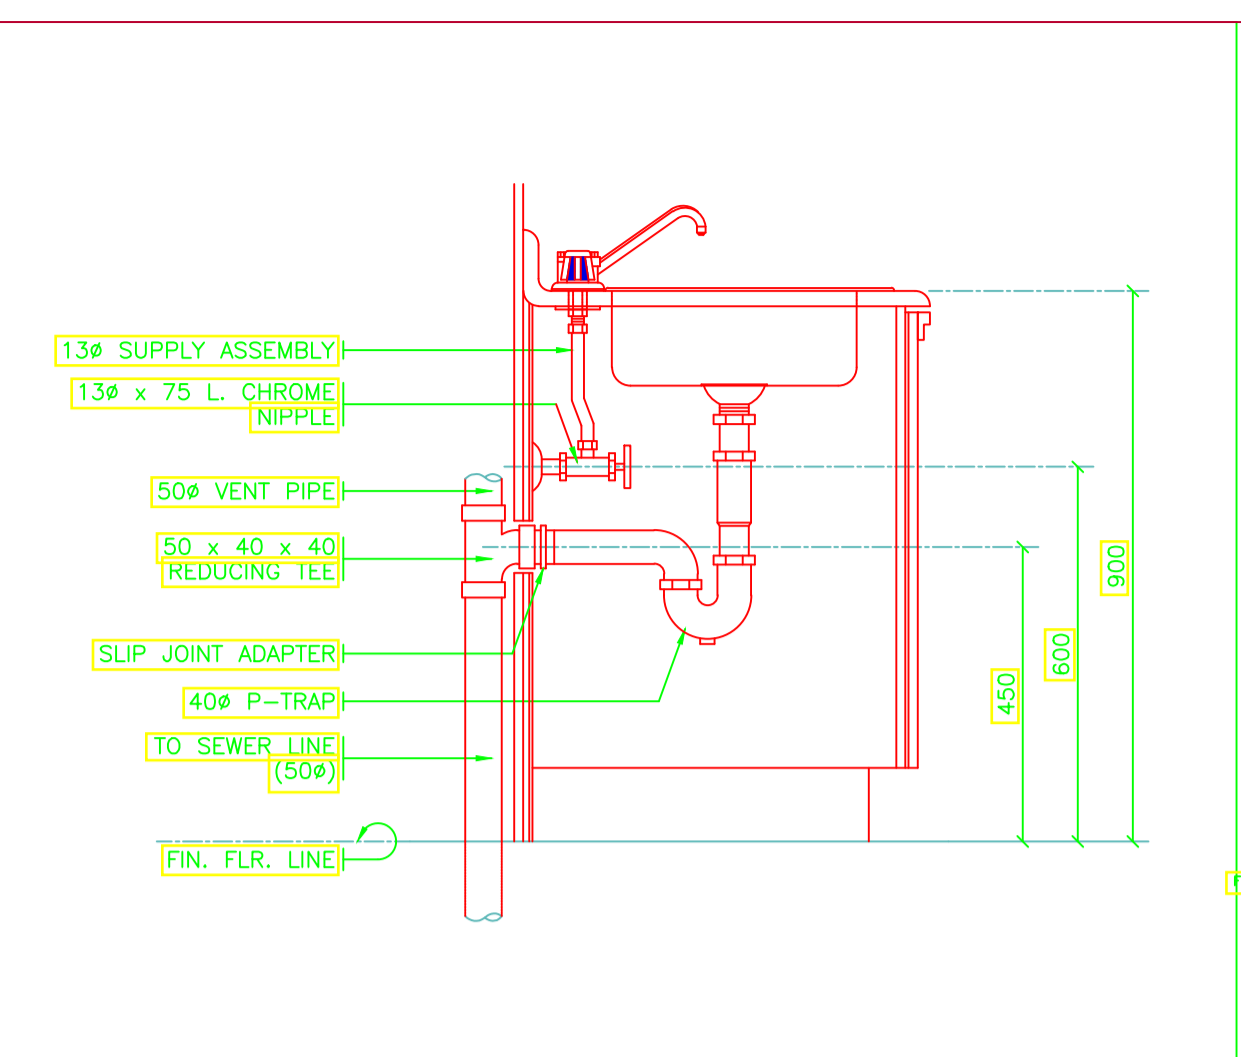 13ø SUPPLY ASSEMBLY
13ø x 75 L. CHROME
NIPPLE
50ø VENT PIPE
50 x 40 x 40
REDUCING TEE
SLIP JOINT ADAPTER
40ø P-TRAP
TO SEWER LINE
(50ø)
FIN. FLR. LINE
450
600
900